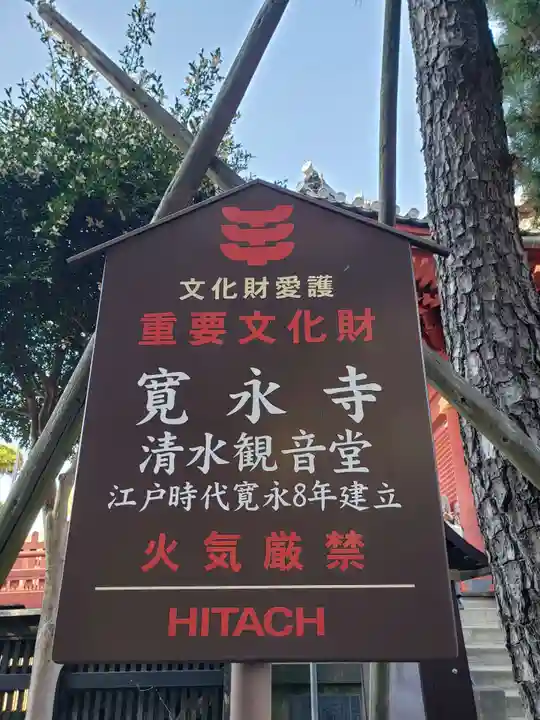 文化財愛護
重要文化財
寛永寺
清水観音堂
江戸時代寛永8年建立
火気厳禁
HITACHI